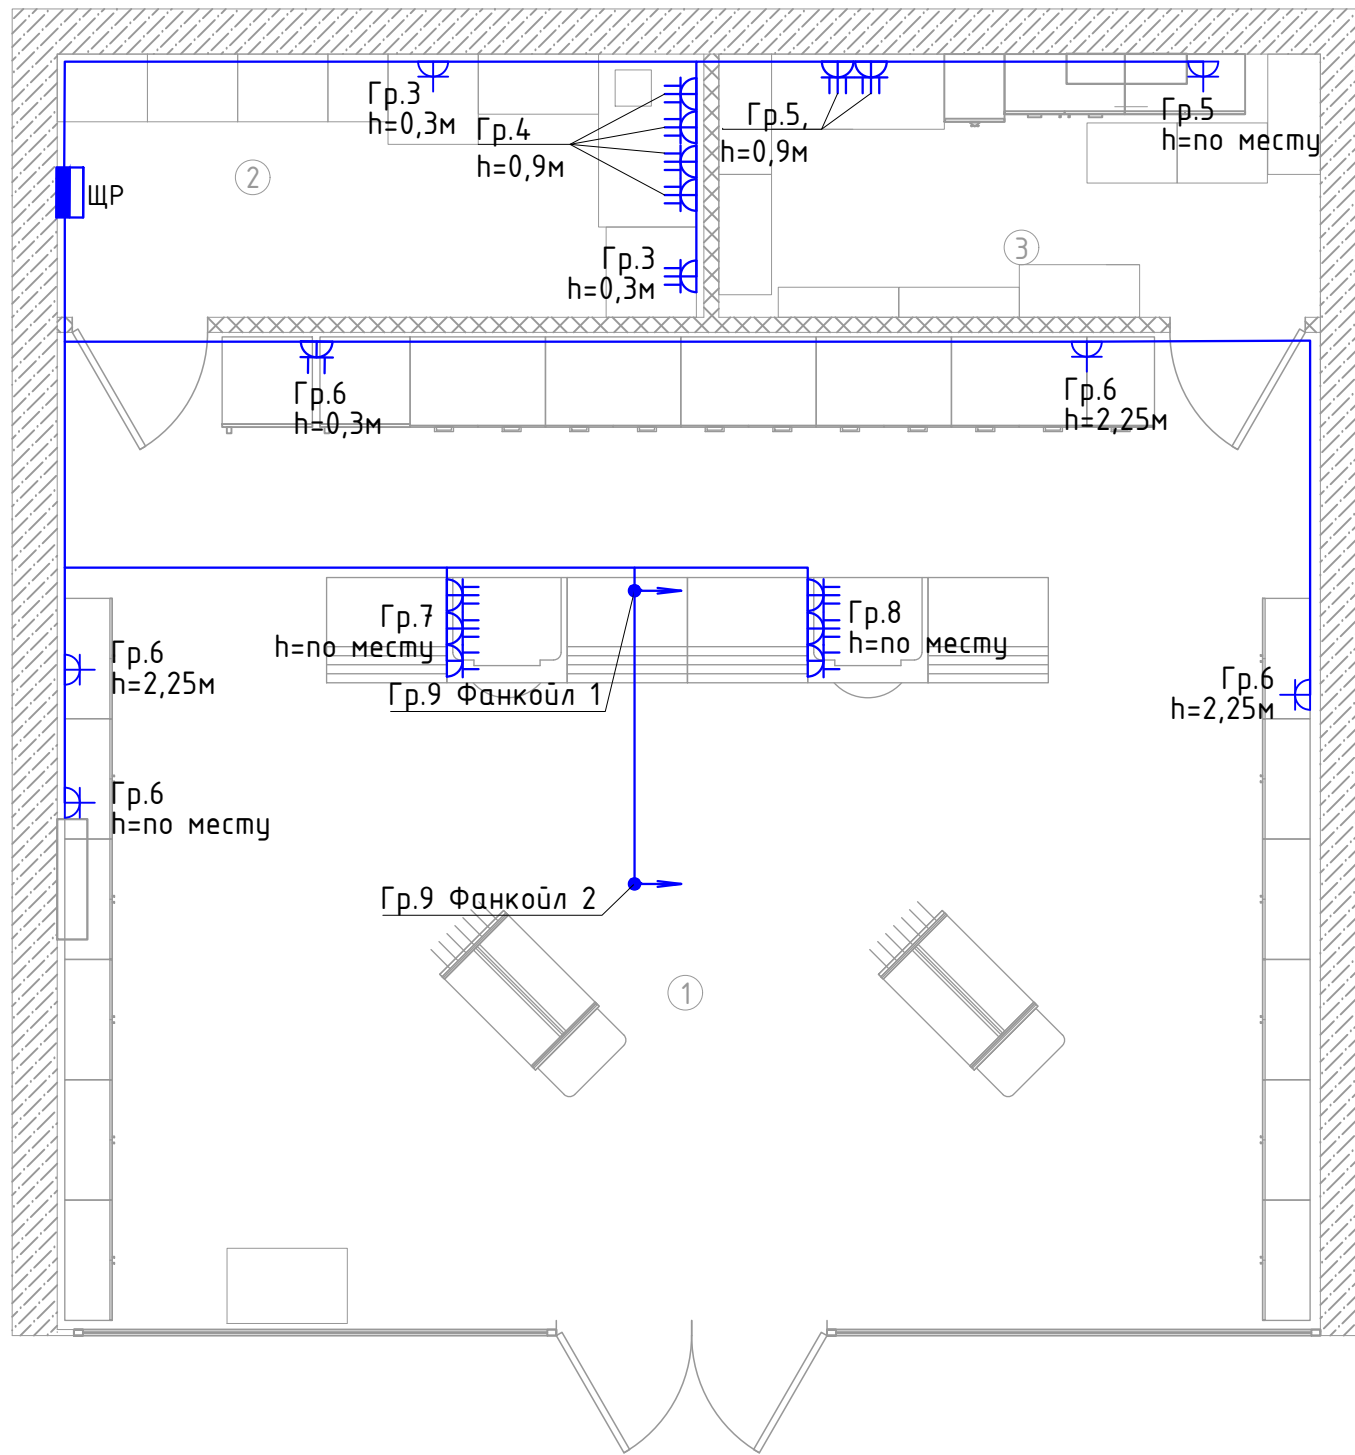 Гр.3
h=0,3м
Гр.4
h=0,9м
Гр.5,
h=0,9м
Гр.5
h=по месту
ЩР
2
3
Гр.3
h=0,3м
Гр.6
h=0,3м
Гр.6
h=2,25м
Гр.7
h=по месту
Гр.8
h=по месту
Гр.6
h=2,25м
Гр.9 Фанкойл 1
Гр.6
h=2,25м
Гр.6
h=по месту
Гр.9 Фанкойл 2
1